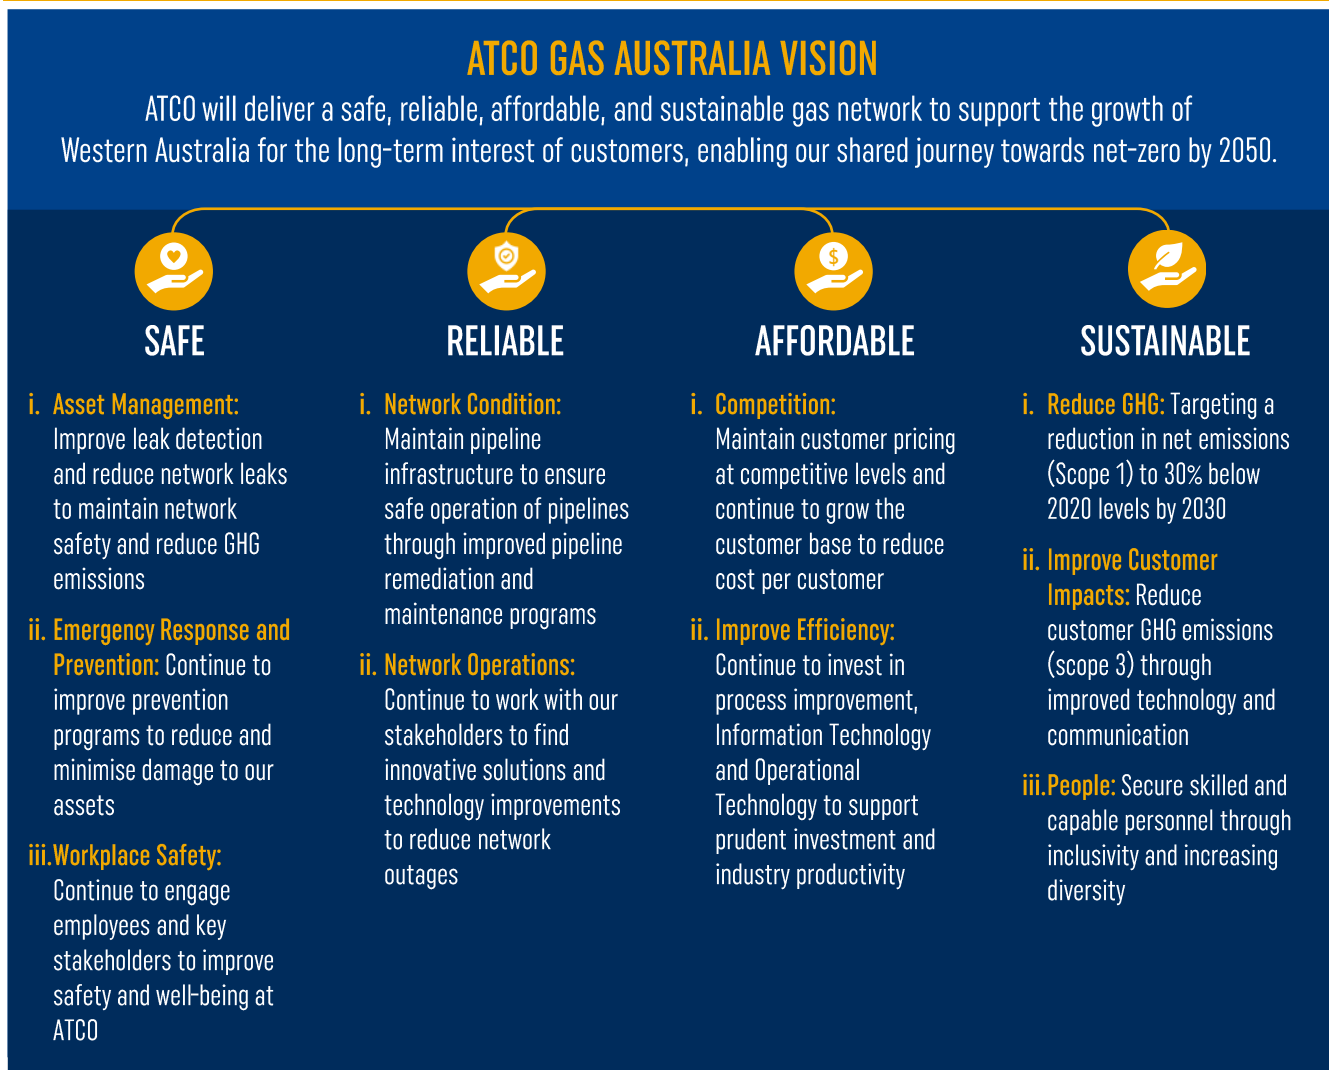 ATCO GAS AUSTRALIA VISION
ATCO will deliver a safe, reliable, affordable, and sustainable gas network to support the growth of
Western Australia for the long-term interest of customers, enabling our shared journey towards net-zero by 2050.
$
SAFE
i. Asset Management:
Improve leak detection
and reduce network leaks
to maintain network
safety and reduce GHG
emissions
ii. Emergency Response and
Prevention: Continue to
improve prevention
programs to reduce and
minimise damage to our
assets
iii.Workplace Safety:
Continue to engage
employees and key
stakeholders to improve
safety and well-being at
ATCO
RELIABLE
i. Network Condition:
Maintain pipeline
infrastructure to ensure
safe operation of pipelines
through improved pipeline
remediation and
maintenance programs
ii. Network Operations:
Continue to work with our
stakeholders to find
innovative solutions and
technology improvements
to reduce network
outages
AFFORDABLE
i. Competition:
Maintain customer pricing
at competitive levels and
continue to grow the
customer base to reduce
cost per customer
ii. Improve Efficiency:
Continue to invest in
process improvement,
Information Technology
and Operational
Technology to support
prudent investment and
industry productivity
SUSTAINABLE
i. Reduce GHG: Targeting a
reduction in net emissions
(Scope 1) to 30% below
2020 levels by 2030
ii. Improve Customer
Impacts: Reduce
customer GHG emissions
(scope 3) through
improved technology and
communication
iii.People: Secure skilled and
capable personnel through
inclusivity and increasing
diversity